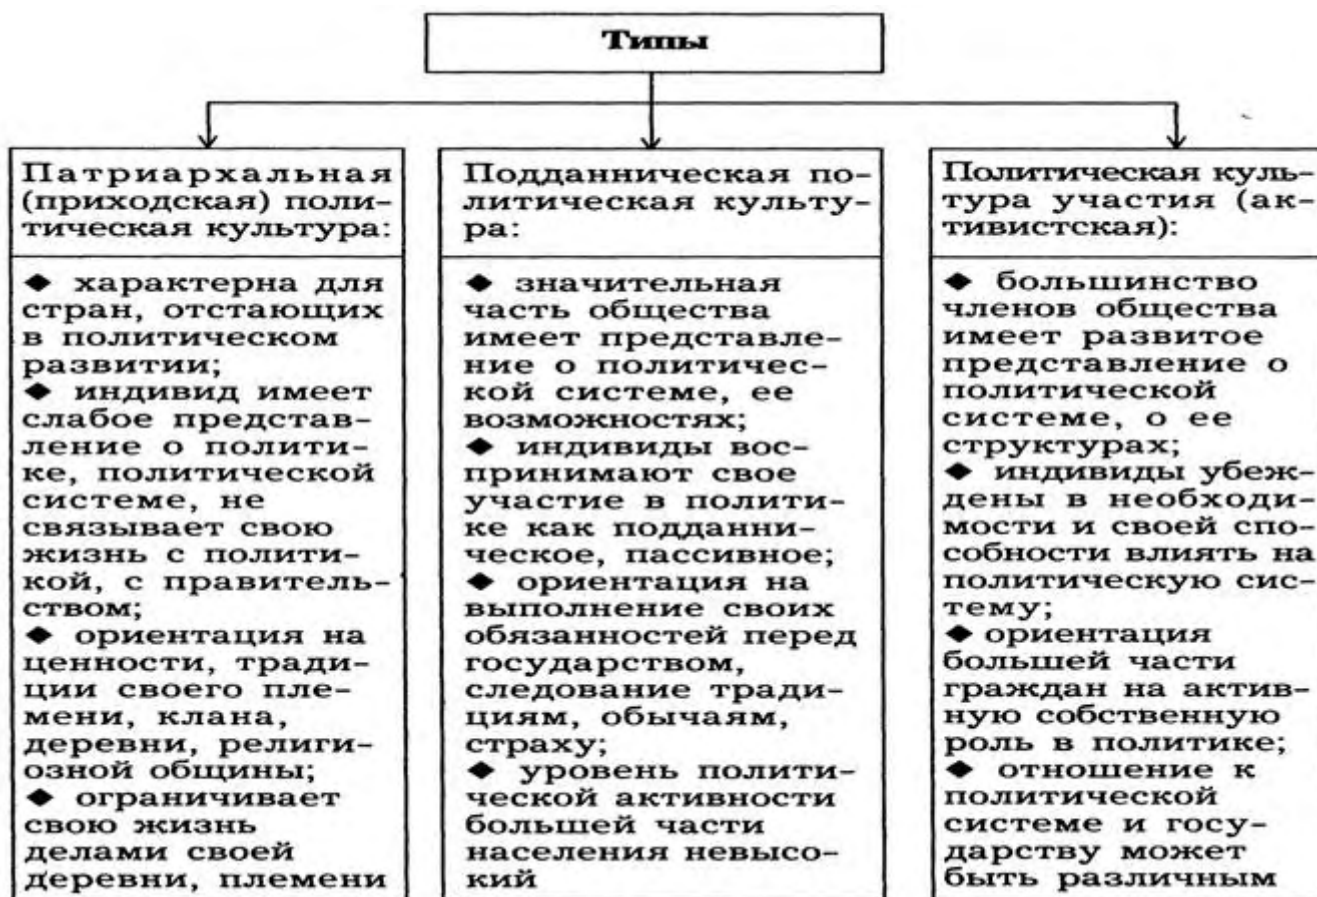 Типы
Патриархальная
(приходская) поли-
тическая культура:
◆ характерна для
стран, отстающих
в политическом
развитии;
◆ индивид имеет
слабое представ-
ление о полити-
ке, политической
системе, не
связывает свою
жизнь с полити-
кой, с правитель-
ством;
◆ ориентация на
ценности, тради-
ции своего пле-
мени, клана,
деревни, религи-
озной общины;
◆ ограничивает
свою жизнь
делами своей
деревни, племени
Подданническая по-
литическая культу-
ра:
◆ значительная
часть общества
имеет представле-
ние о политичес-
кой системе, ее
возможностях;
◆ индивиды вос-
принимают свое
участие в полити-
ке как подданни-
ческое, пассивное;
◆ ориентация на
выполнение своих
обязанностей перед
государством,
следование тради-
циям, обычаям,
страху;
◆ уровень полити-
ческой активности
большей части
населения невысо-
кий
Политическая куль-
тура участия (ак-
тивистская):
◆ большинство
членов общества
имеет развитое
представление о
политической
системе, о ее
структурах;
◆ индивиды убеж-
дены в необходи-
мости и своей спо-
собности влиять на
политическую сис-
тему;
◆ ориентация
большей части
граждан на актив-
ную собственную
роль в политике;
◆ отношение к
политической
системе и госу-
дарству может
быть различным